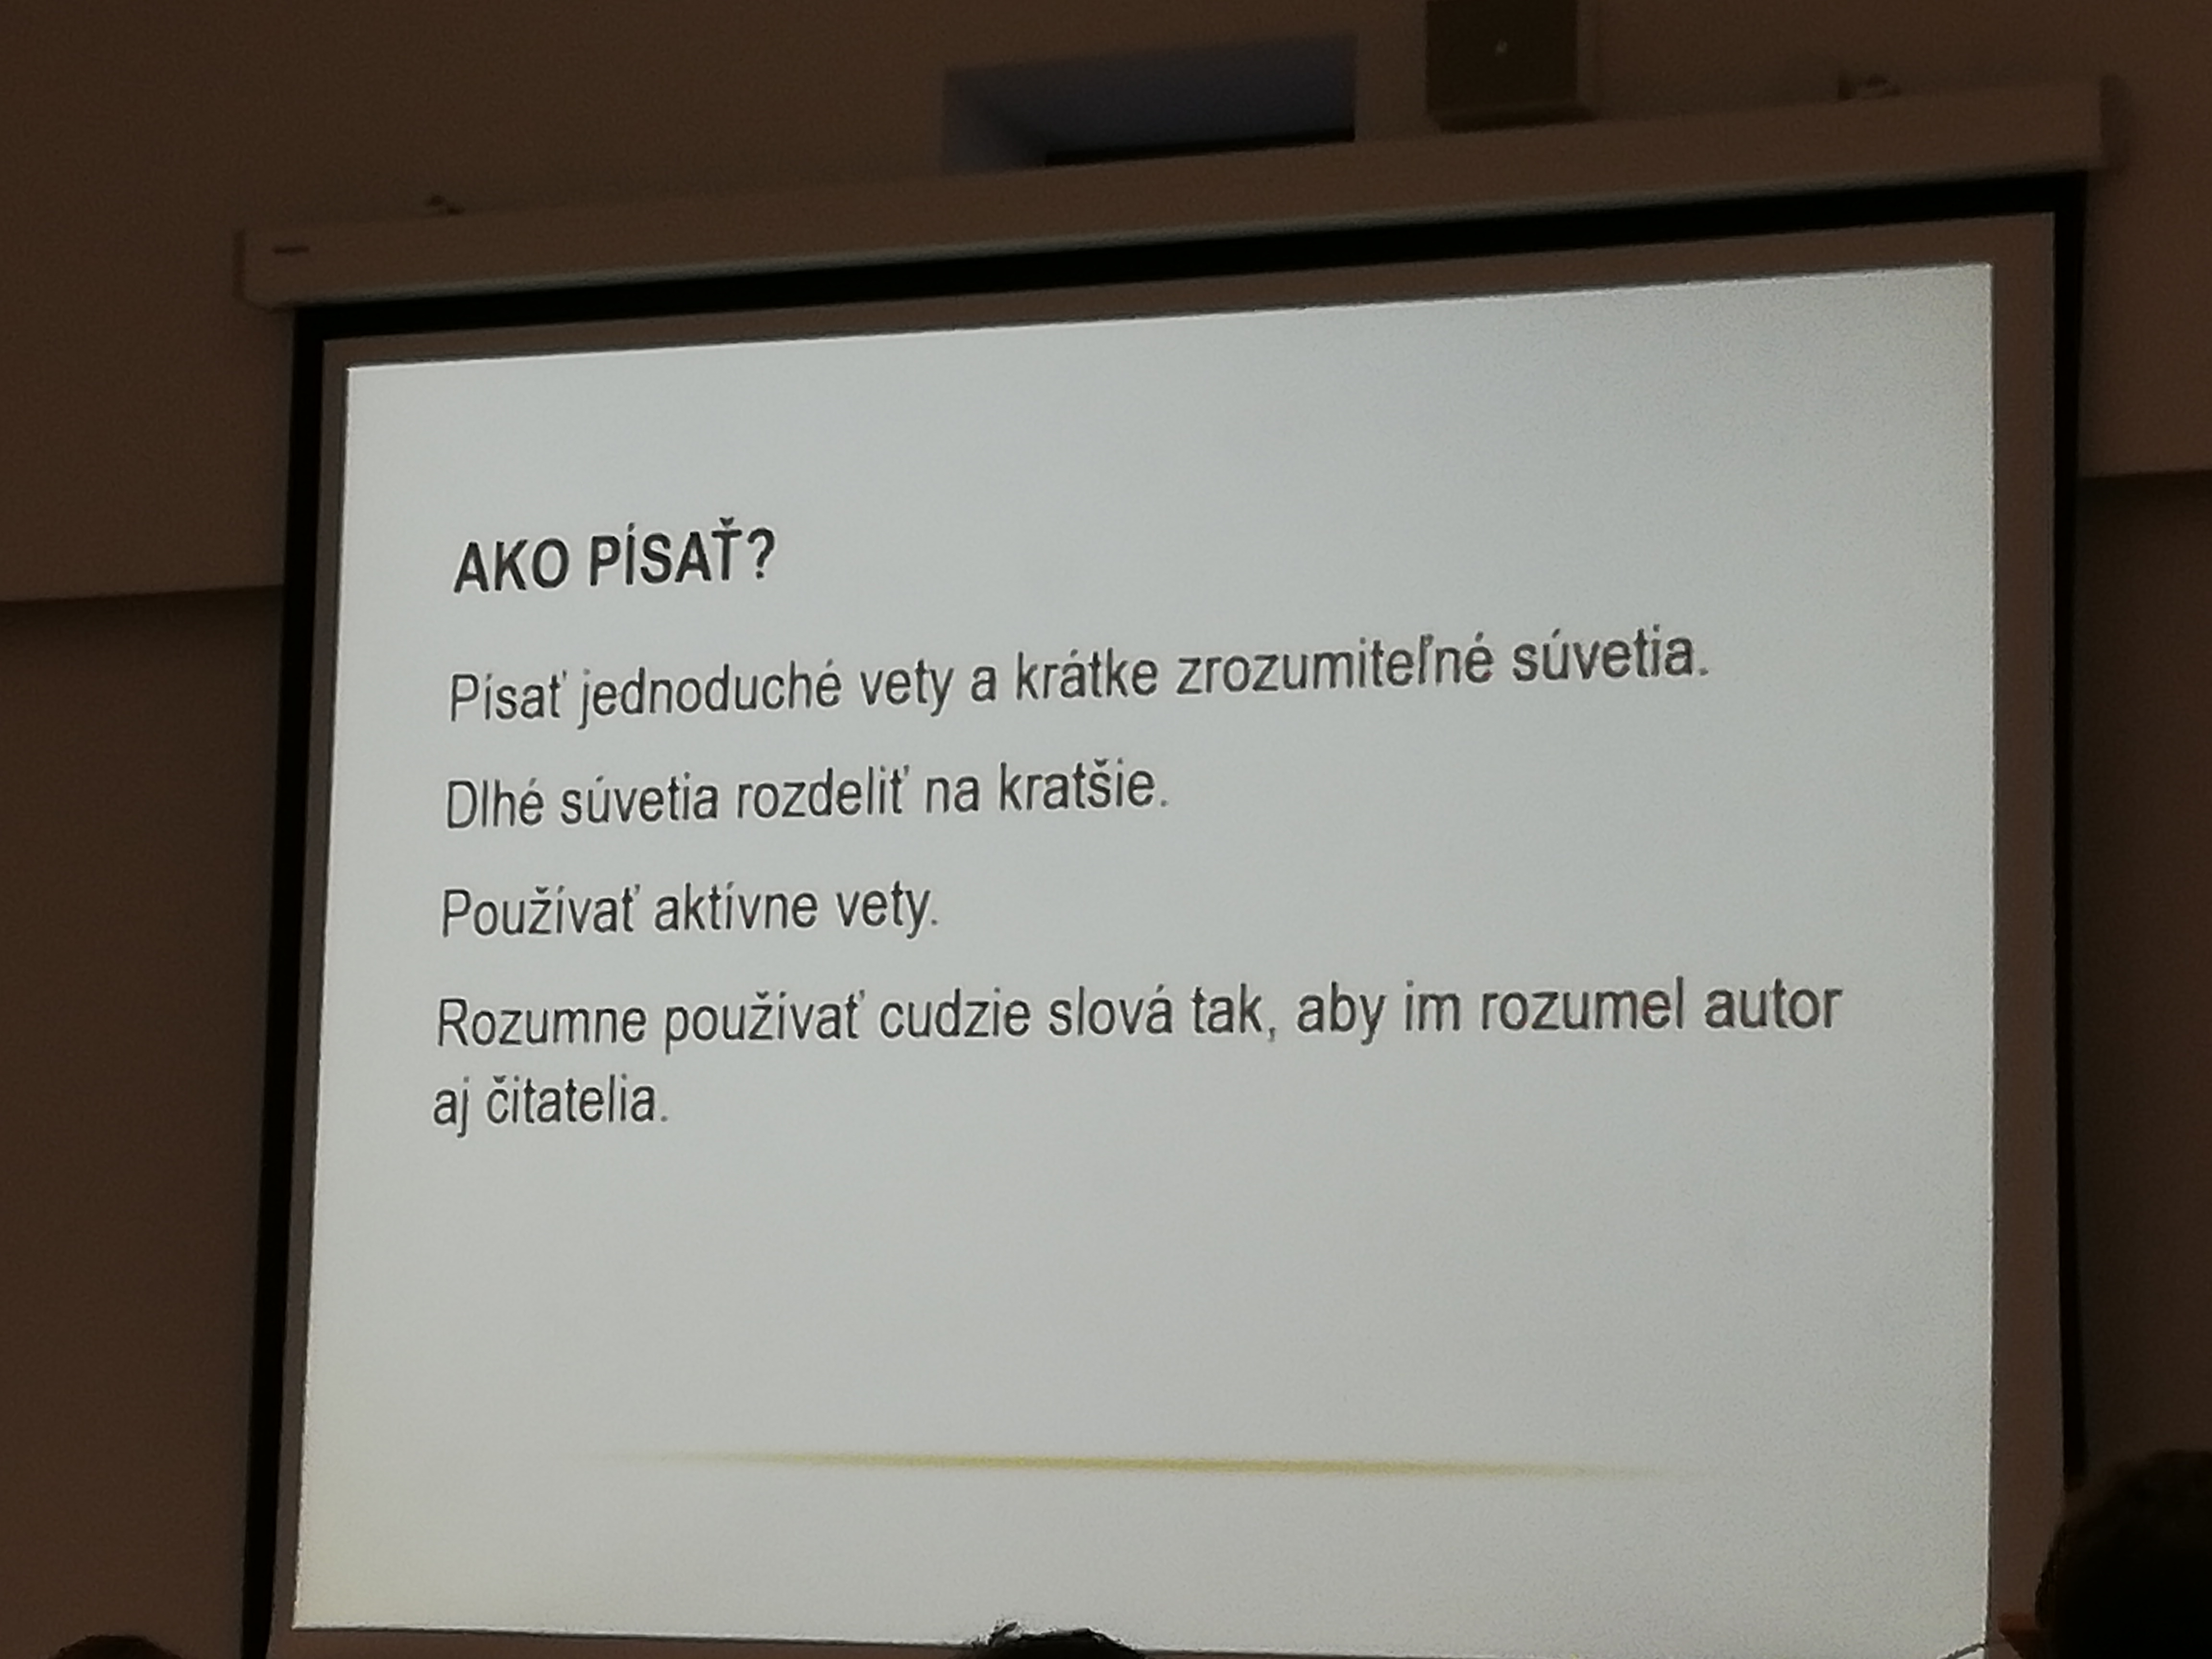 AKO PÍSAŤ?
Písať jednoduché vety a krátke zrozumiteľné súvetia.
Dlhé súvetia rozdeliť na kratšie.
Používať aktívne vety.
Rozumne používať cudzie slová tak, aby im rozumel autor
aj čitatelia.